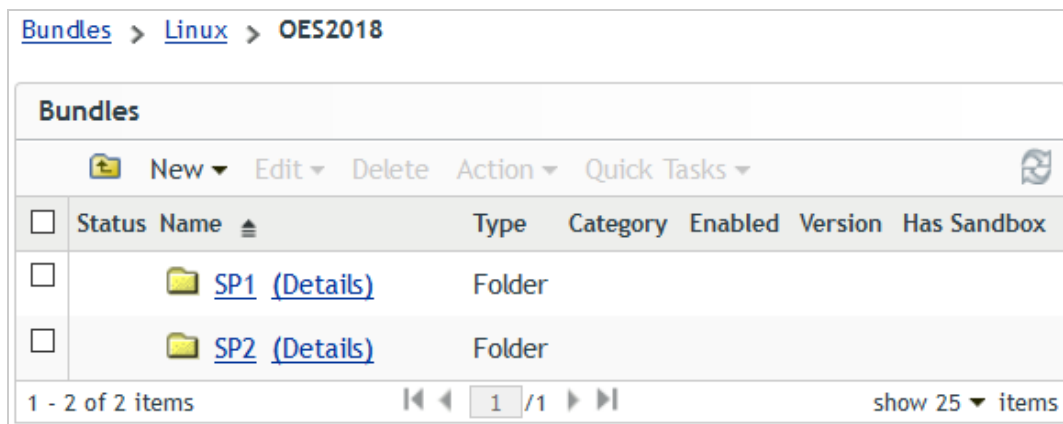 Bundles > Linux > OES2018
Bundles
New Edit Delete Action Quick Tasks
Status Name Type Category Enabled Version Has Sandbox
SP1 (Details) Folder
SP2 (Details) Folder
1 - 2 of 2 items 1 /1 show 25 items